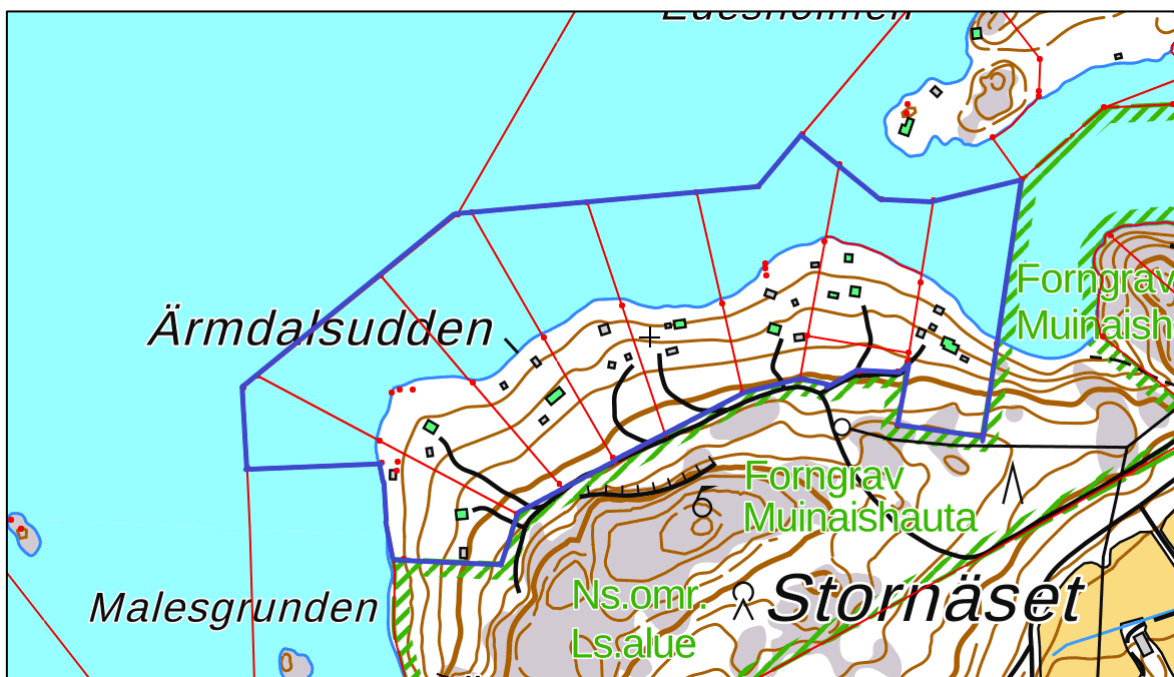 Ärmdalsudden
Forngrav
Muinaish
Forngrav
Muinaishauta
Ns.omr.
Ls.alue
Stornäset
Malesgrunden